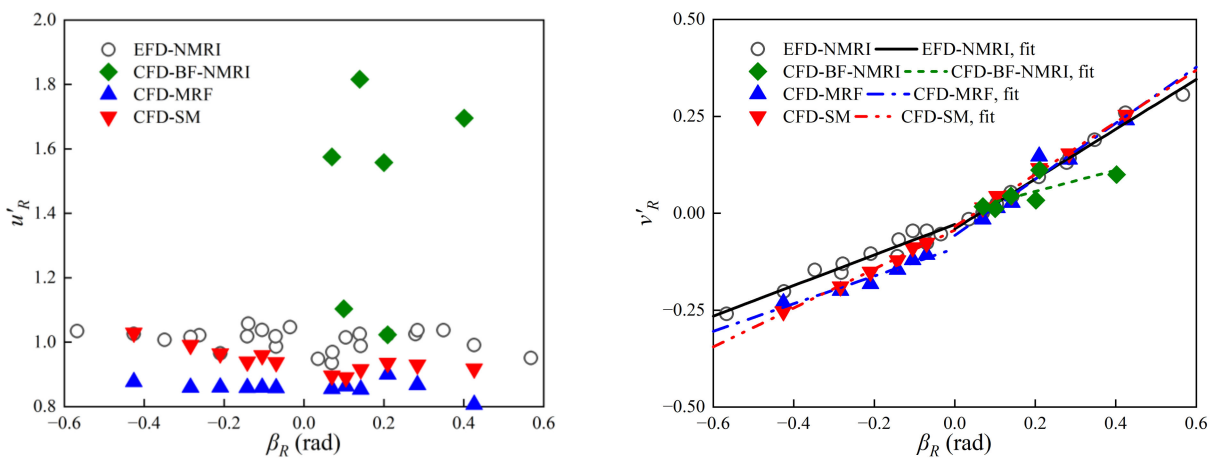 2.0
1.8
1.6
1.4
1.2
1.0
0.8
u'R
EFD-NMRI
CFD-BF-NMRI
CFD-MRF
CFD-SM
−0.6 −0.4 −0.2 0.0 0.2 0.4 0.6
βR (rad)
0.50
0.25
0.00
−0.25
−0.50
v'R
EFD-NMRI EFD-NMRI, fit
CFD-BF-NMRI CFD-BF-NMRI, fit
CFD-MRF CFD-MRF, fit
CFD-SM CFD-SM, fit
−0.6 −0.4 −0.2 0.0 0.2 0.4 0.6
βR (rad)